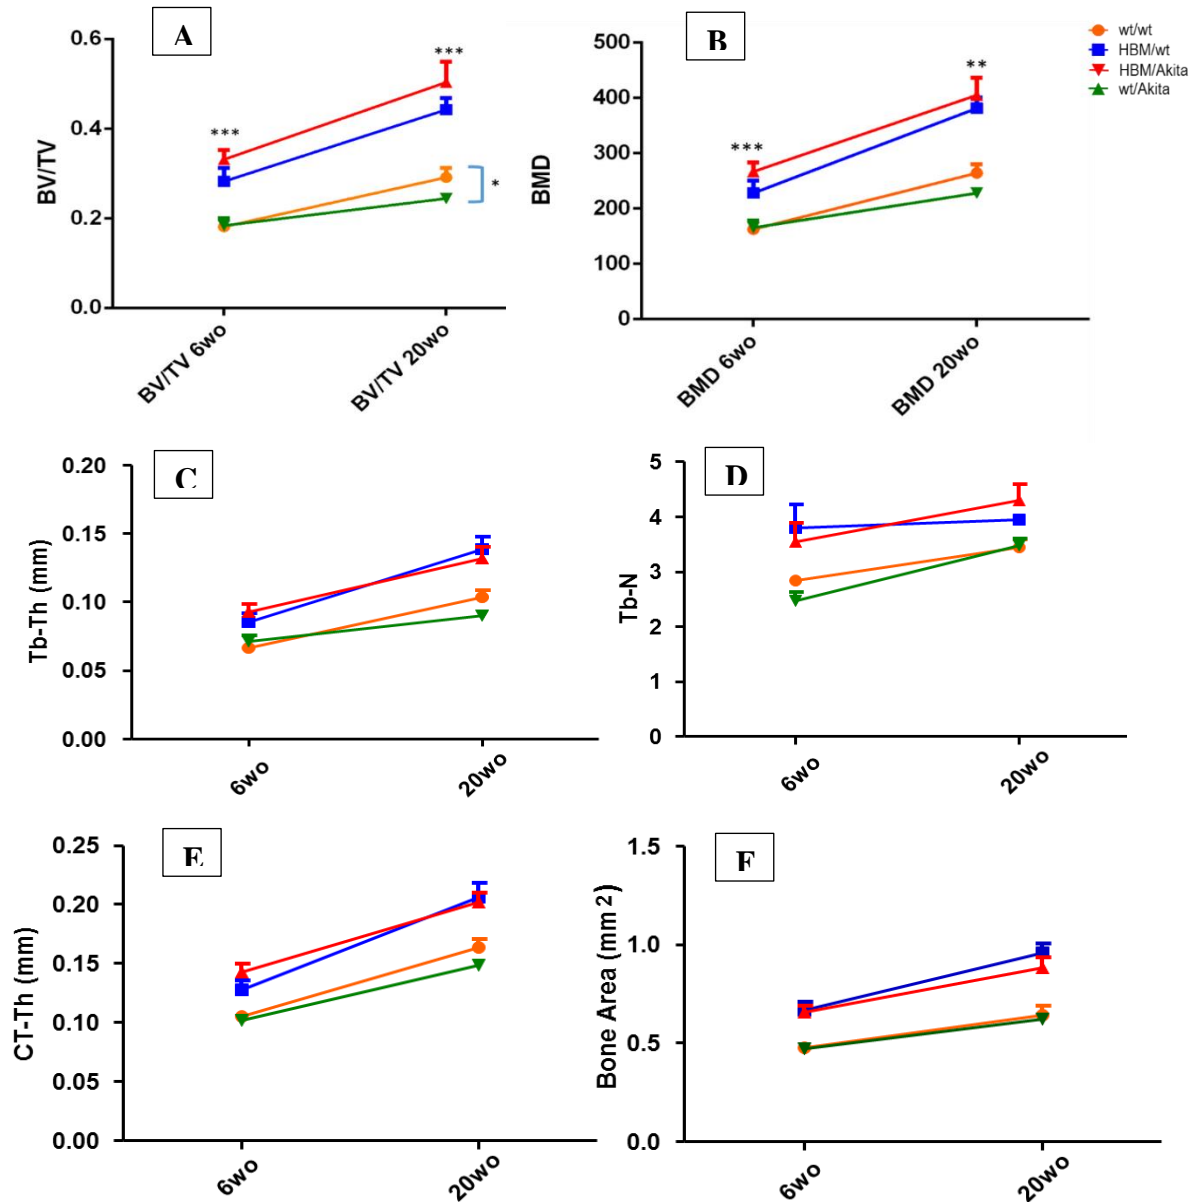 A
B
wt/wt
HBM/wt
HBM/Akita
wt/Akita
0.6
0.4
0.2
0.0
BV/TV
***
***
*
BV/TV 6wo
BV/TV 20wo
500
400
300
200
100
0
BMD
***
**
BMD 6wo
BMD 20wo
C
0.20
0.15
0.10
0.05
0.00
Tb-Th (mm)
6wo
20wo
D
5
4
3
2
1
0
Tb-N
6wo
20wo
E
0.25
0.20
0.15
0.10
0.05
0.00
CT-Th (mm)
6wo
20wo
F
1.5
1.0
0.5
0.0
Bone Area (mm²)
6wo
20wo